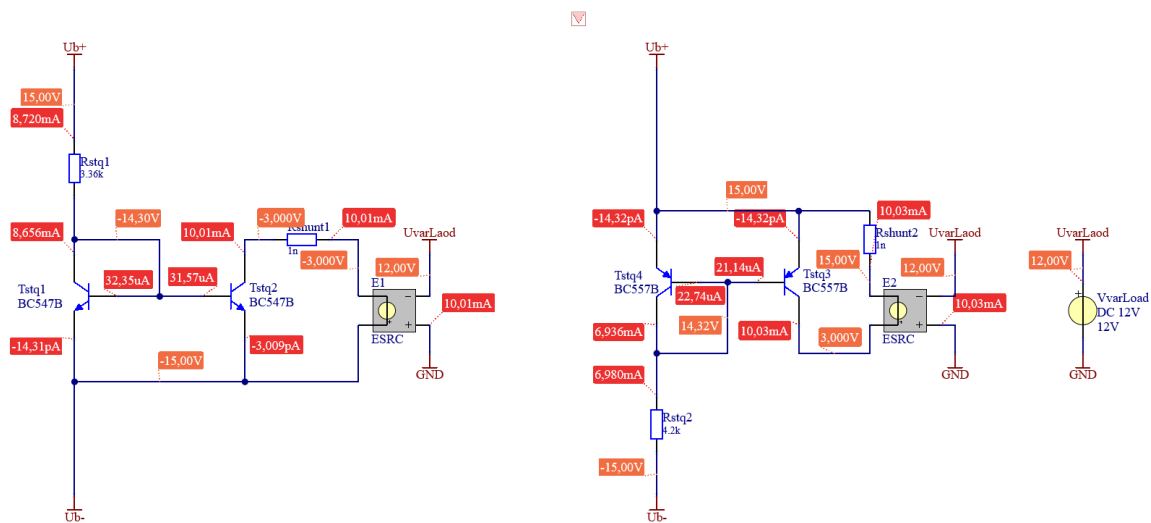 Ub+
15,00V
8,720mA
Rstq1
3.36k
-14,30V
8,656mA
-3,000V
10,01mA
10,01mA
Rshunt1
1n
-3,000V
UvarLaod
12,00V
Tstq1
BC547B
32,35uA
31,57uA
Tstq2
BC547B
E1
10,01mA
ESRC
-14,31pA
-3,009pA
-15,00V
GND
Ub-
Ub+
15,00V
-14,32pA
-14,32pA
10,03mA
Rshunt2
1n
UvarLaod
15,00V
12,00V
Tstq4
BC557B
21,14uA
22,74uA
Tstq3
BC557B
E2
10,03mA
ESRC
14,32V
6,936mA
10,03mA
3,000V
6,980mA
GND
Rstq2
4.2k
-15,00V
Ub-
UvarLaod
12,00V
VvarLoad
DC 12V
12V
GND